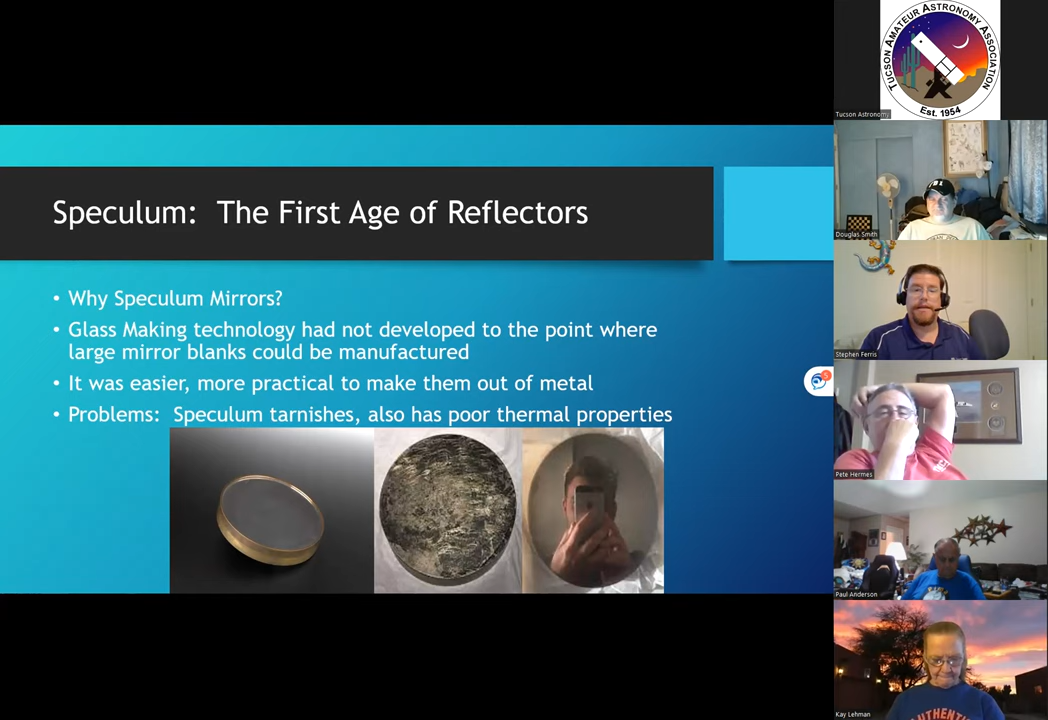 Speculum: The First Age of Reflectors
• Why Speculum Mirrors?
• Glass Making technology had not developed to the point where
large mirror blanks could be manufactured
• It was easier, more practical to make them out of metal
• Problems: Speculum tarnishes, also has poor thermal properties
TUCSON AMATEUR ASTRONOMY ASSOCIATION
Est. 1954
Tucson Astronomy
Douglas Smith
Stephen Ferris
Pete Hermes
Paul Anderson
AUTHENTIC
Kay Lehman